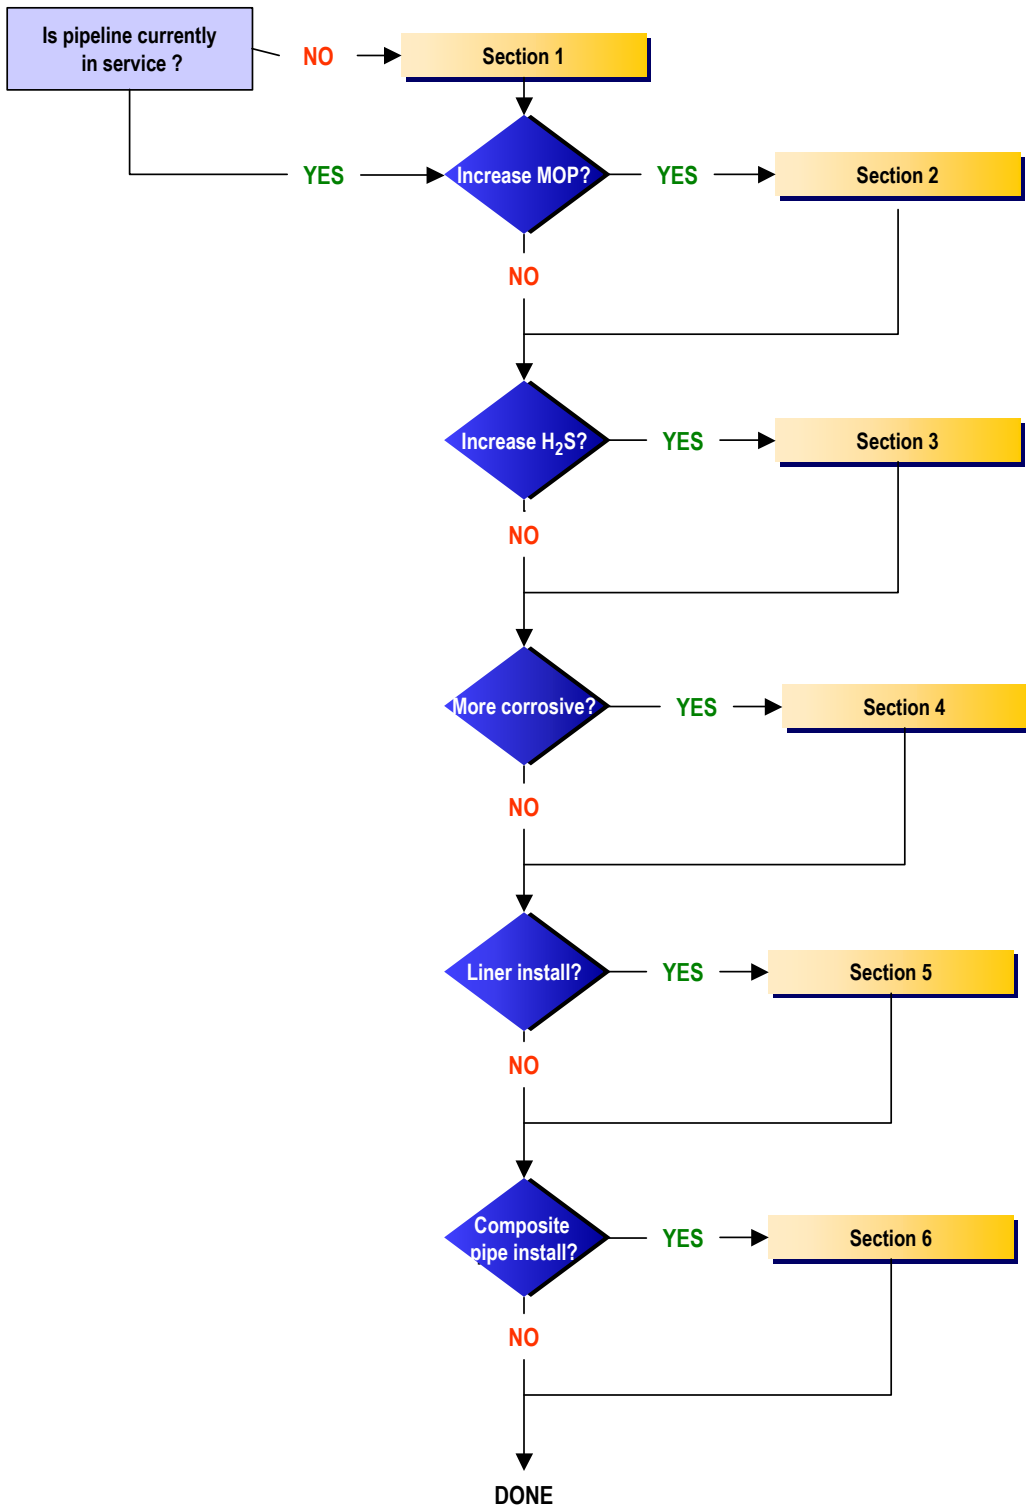 Is pipeline currently
in service ?
NO
Section 1
YES
Increase MOP?
YES
Section 2
NO
Increase H₂S?
YES
Section 3
NO
More corrosive?
YES
Section 4
NO
Liner install?
YES
Section 5
NO
Composite
pipe install?
YES
Section 6
NO
DONE